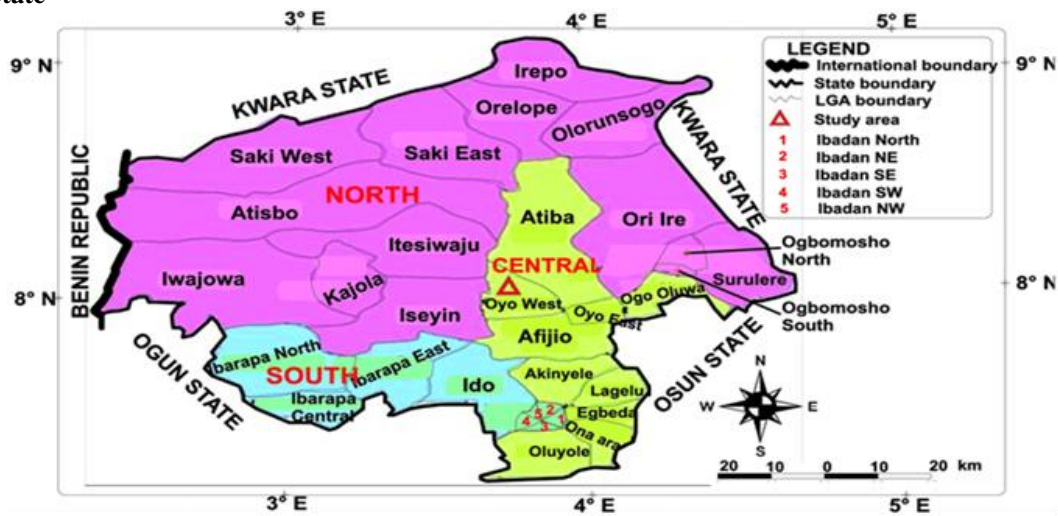 3° E 4° E 5° E
9° N
9° N
LEGEND
International boundary
State boundary
LGA boundary
Study area
1 Ibadan North
2 Ibadan NE
3 Ibadan SE
4 Ibadan SW
5 Ibadan NW
KWARA STATE
KWARA STATE
BENIN REPUBLIC
Irepo
Orelope
Olorunsogo
Saki West
Saki East
NORTH
Atisbo
Atiba
Ori Ire
Itesiwaju
CENTRAL
Ogbomosho
North
Iwajowa
Kajola
Surulere
8° N
8° N
Oyo West
Ogo Oluwa
Iseyin
Oyo East
Ogbomosho
South
Afijio
OGUN STATE
OSUN STATE
Ibarapa North
Ibarapa East
SOUTH
Ido
Akinyele
Lagelu
Ibarapa
Central
Egbeda
5 2
4 3 1
Ona ara
Oluyole
N
W E
S
20 10 0 10 20 km
3° E 4° E 5° E